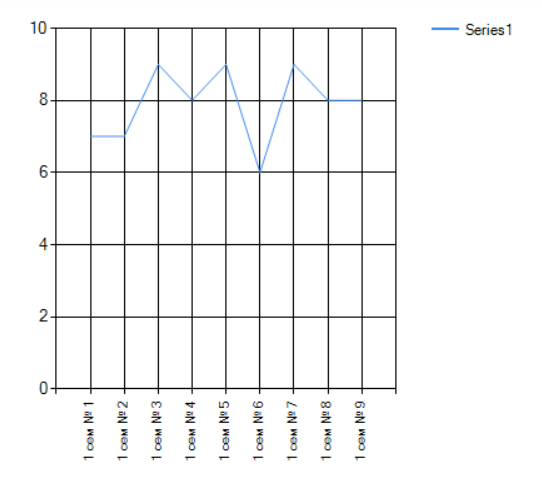 10
Series1
8
6
4
2
0
1 сем № 1
1 сем № 2
1 сем № 3
1 сем № 4
1 сем № 5
1 сем № 6
1 сем № 7
1 сем № 8
1 сем № 9